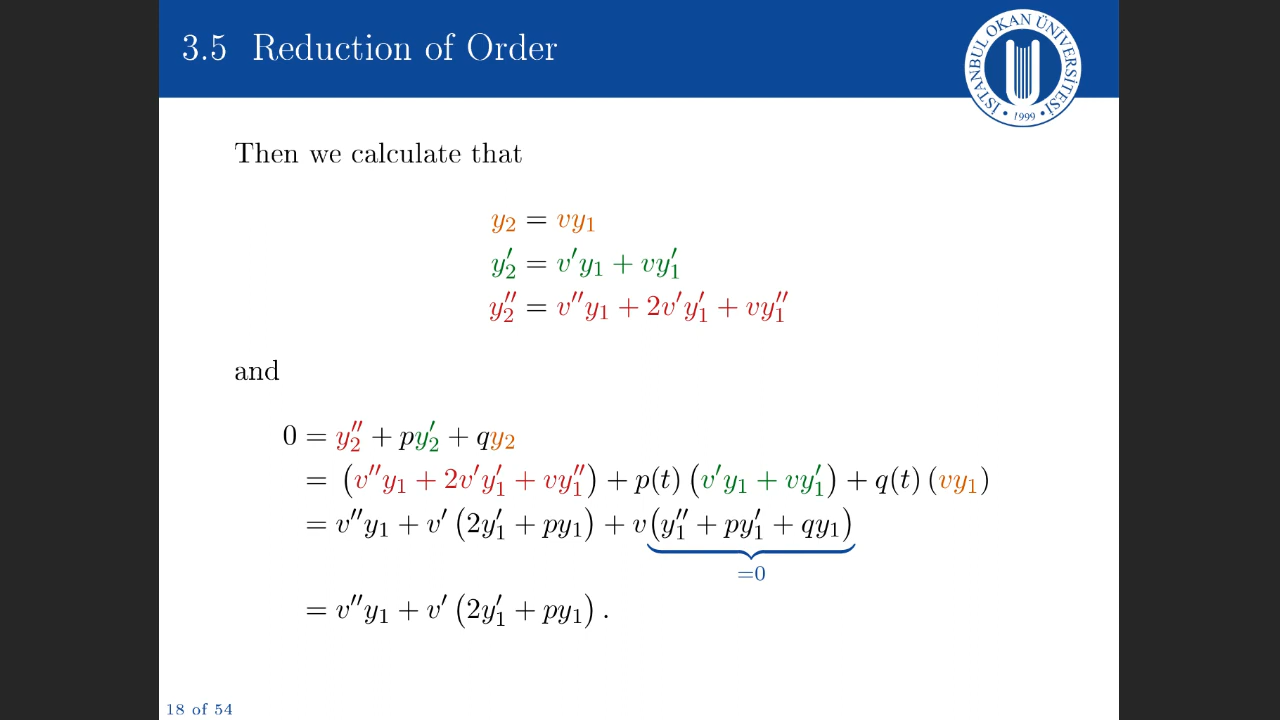 3.5 Reduction of Order
İSTANBUL OKAN ÜNİVERSİTESİ
• 1999 •
Then we calculate that
y₂ = vy₁
y₂′ = v′y₁ + vy₁′
y₂″ = v″y₁ + 2v′y₁′ + vy₁″
and
0 = y₂″ + py₂′ + qy₂
= (v″y₁ + 2v′y₁′ + vy₁″) + p(t) (v′y₁ + vy₁′) + q(t) (vy₁)
= v″y₁ + v′ (2y₁′ + py₁) + v(y₁″ + py₁′ + qy₁)
=0
= v″y₁ + v′ (2y₁′ + py₁) .
18 of 54